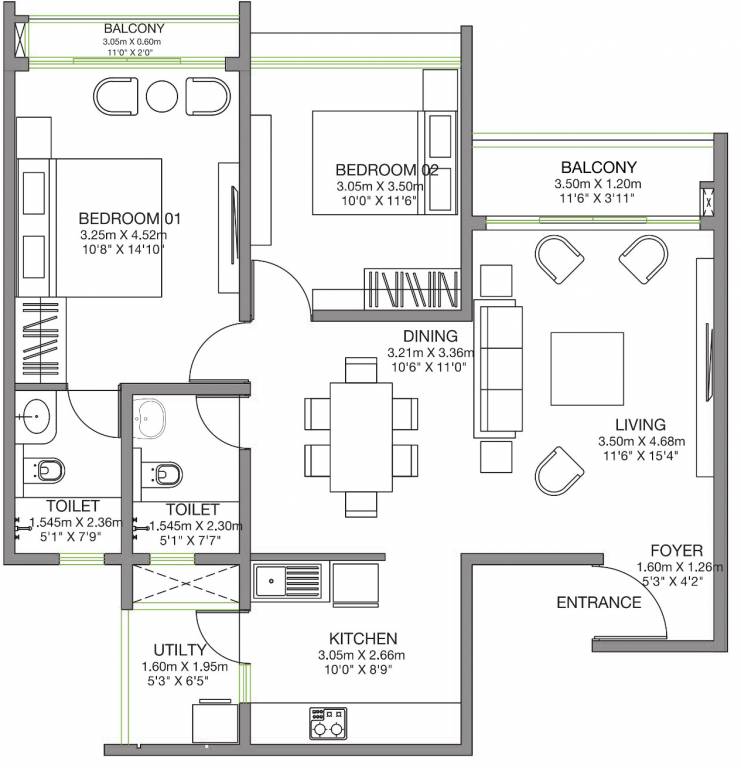 BALCONY
3.05m X 0.60m
11'0" X 2'0"
BEDROOM 02
3.05m X 3.50m
10'0" X 11'6"
BALCONY
3.50m X 1.20m
11'6" X 3'11"
BEDROOM 01
3.25m X 4.52m
10'8" X 14'10"
DINING
3.21m X 3.36m
10'6" X 11'0"
LIVING
3.50m X 4.68m
11'6" X 15'4"
TOILET
1.545m X 2.36m
5'1" X 7'9"
TOILET
1.545m X 2.30m
5'1" X 7'7"
FOYER
1.60m X 1.26m
5'3" X 4'2"
ENTRANCE
UTILTY
1.60m X 1.95m
5'3" X 6'5"
KITCHEN
3.05m X 2.66m
10'0" X 8'9"